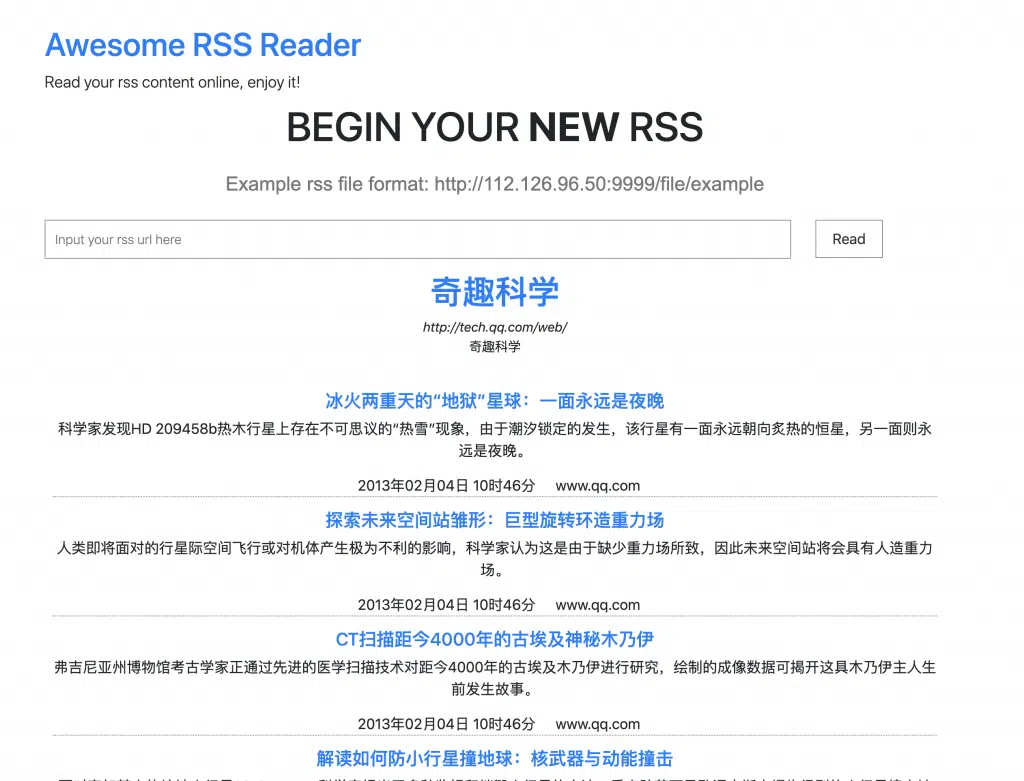 Awesome RSS Reader
Read your rss content online, enjoy it!
BEGIN YOUR NEW RSS
Example rss file format: http://112.126.96.50:9999/file/example
Input your rss url here
Read
奇趣科学
http://tech.qq.com/web/
奇趣科学
冰火两重天的“地狱”星球：一面永远是夜晚
科学家发现HD 209458b热木行星上存在不可思议的“热雪”现象，由于潮汐锁定的发生，该行星有一面永远朝向炙热的恒星，另一面则永
远是夜晚。
2013年02月04日 10时46分 www.qq.com
探索未来空间站雏形：巨型旋转环造重力场
人类即将面对的行星际空间飞行或对机体产生极为不利的影响，科学家认为这是由于缺少重力场所致，因此未来空间站将会具有人造重力
场。
2013年02月04日 10时46分 www.qq.com
CT扫描距今4000年的古埃及神秘木乃伊
弗吉尼亚州博物馆考古学家正通过先进的医学扫描技术对距今4000年的古埃及木乃伊进行研究，绘制的成像数据可揭开这具木乃伊主人生
前发生故事。
2013年02月04日 10时46分 www.qq.com
解读如何防小行星撞地球：核武器与动能撞击